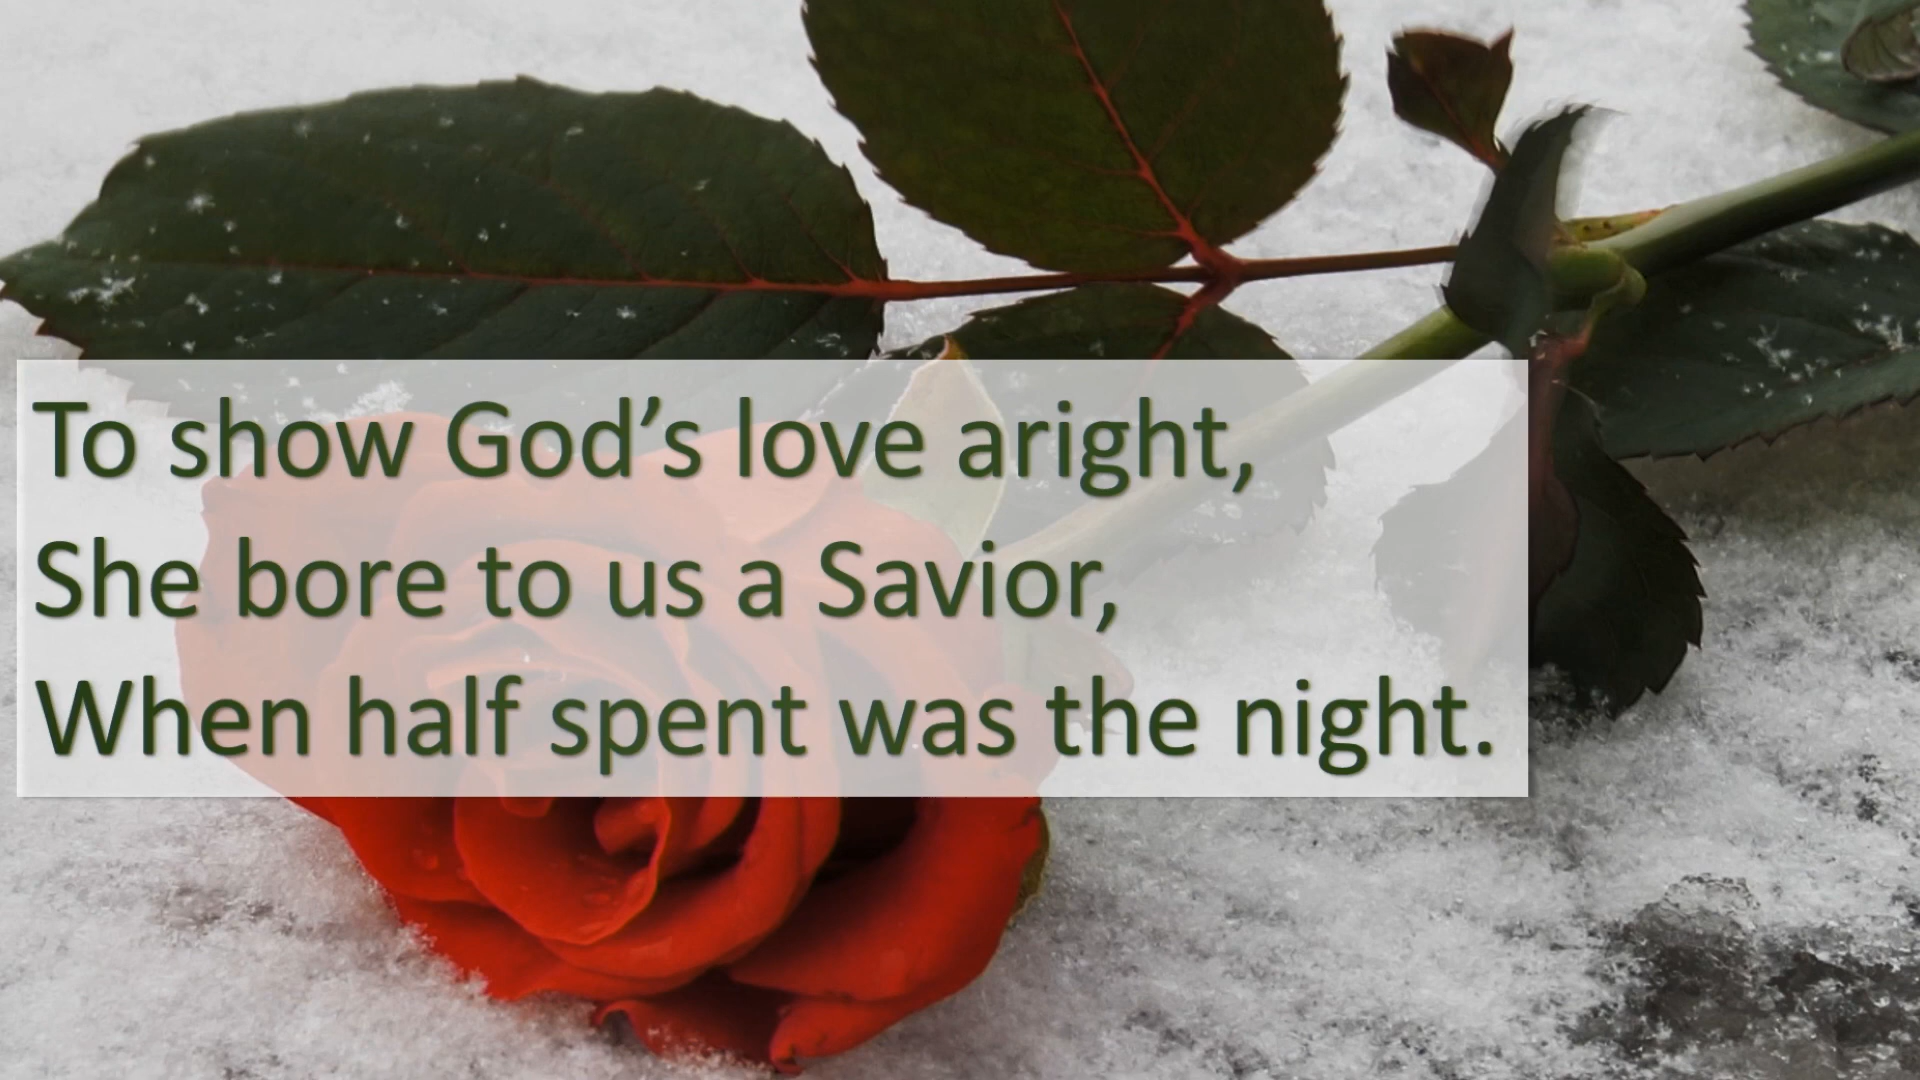 To show God’s love aright,
She bore to us a Savior,
When half spent was the night.